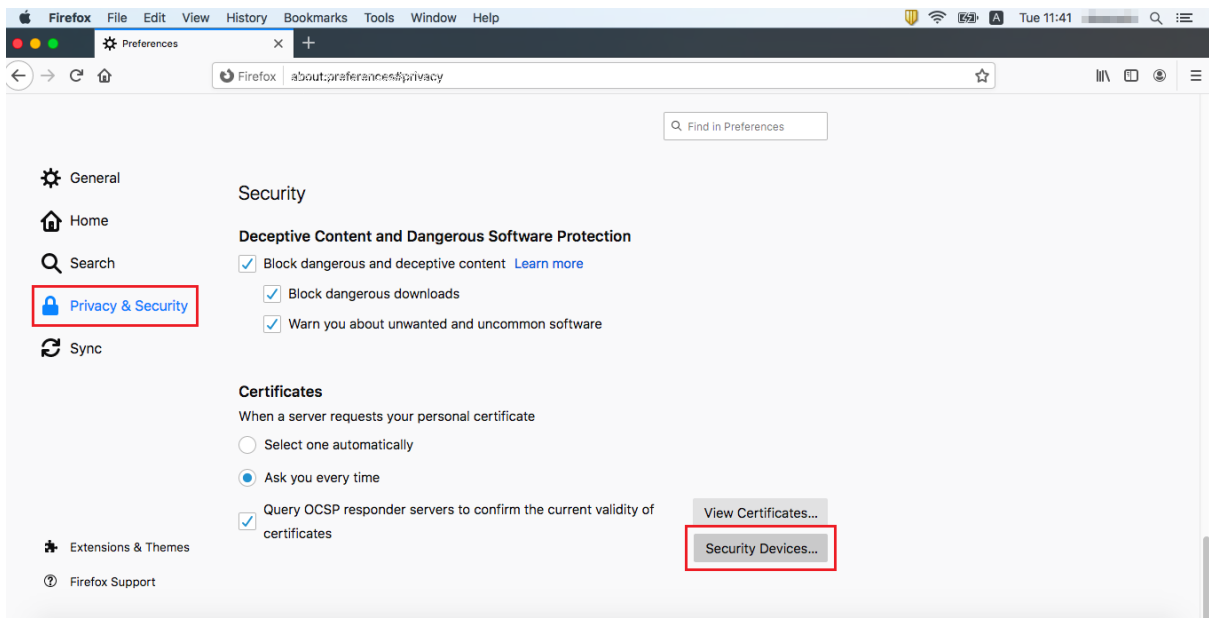 Firefox File Edit View History Bookmarks Tools Window Help A Tue 11:41
Preferences
Firefox about:preferences#privacy
Find in Preferences
General
Home
Search
Privacy & Security
Sync
Extensions & Themes
Firefox Support
Security
Deceptive Content and Dangerous Software Protection
Block dangerous and deceptive content Learn more
Block dangerous downloads
Warn you about unwanted and uncommon software
Certificates
When a server requests your personal certificate
Select one automatically
Ask you every time
Query OCSP responder servers to confirm the current validity of
certificates
View Certificates...
Security Devices...